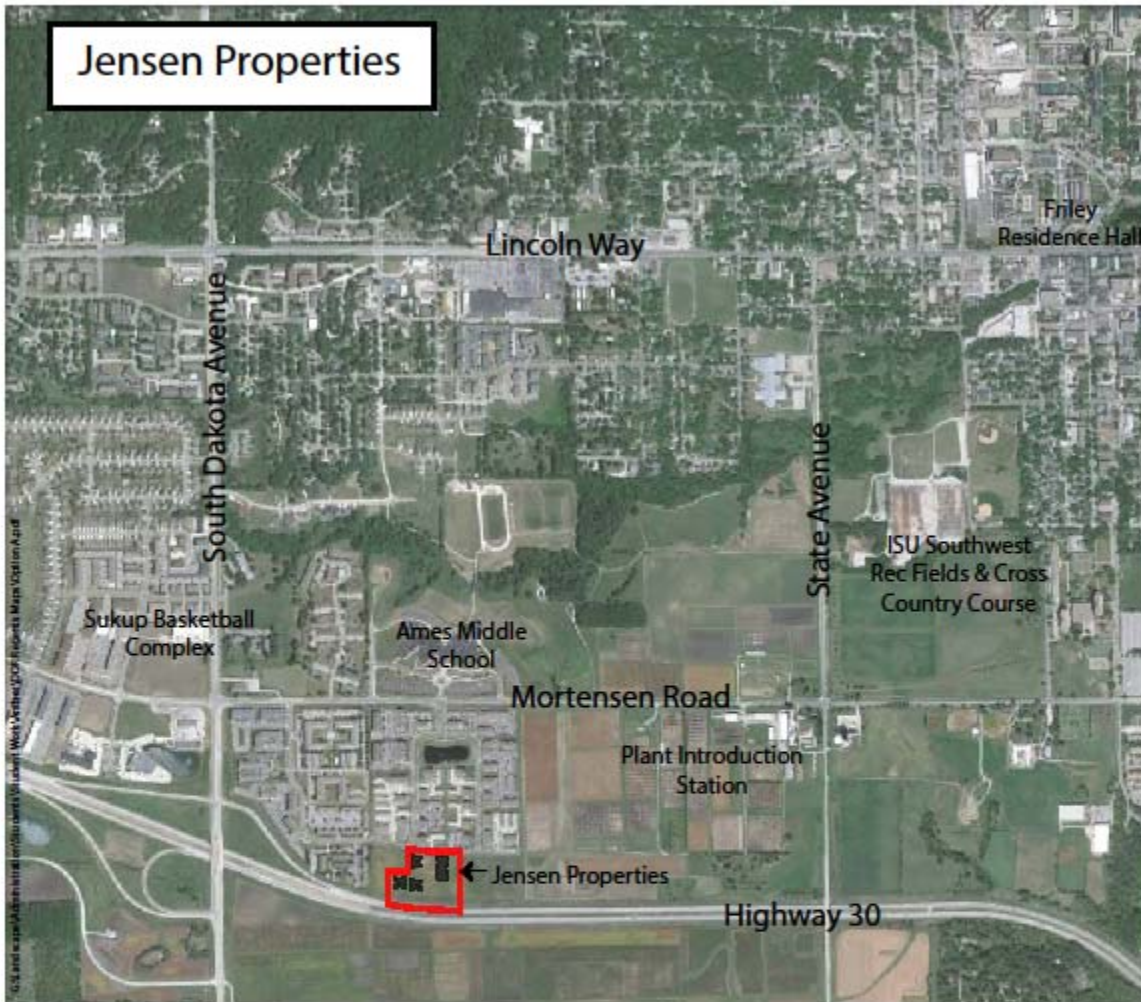 Jensen Properties
Friley
Residence Hall
Lincoln Way
South Dakota Avenue
State Avenue
ISU Southwest
Rec Fields & Cross
Country Course
Sukup Basketball
Complex
Ames Middle
School
Mortensen Road
Plant Introduction
Station
Jensen Properties
Highway 30